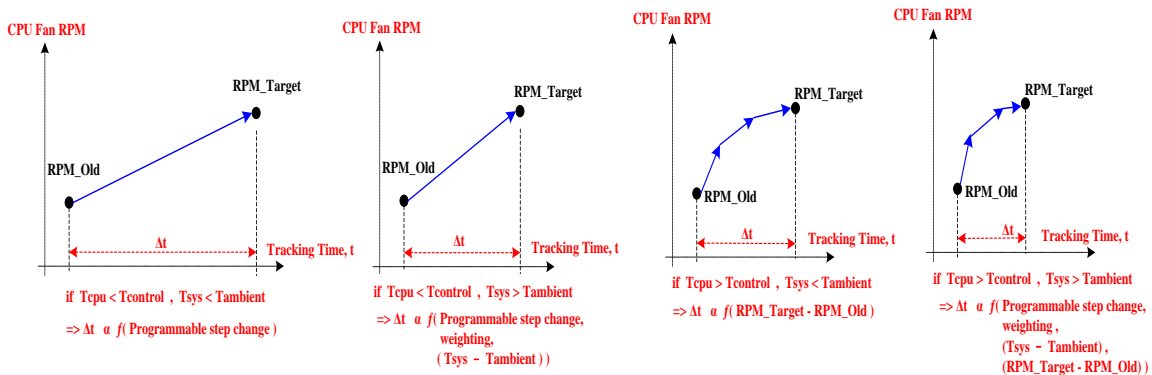 CPU Fan RPM
RPM_Target
RPM_Old
Δt
Tracking Time, t
if Tcpu < Tcontrol , Tsys < Tambient
=> Δt α f( Programmable step change )
CPU Fan RPM
RPM_Target
RPM_Old
Δt
Tracking Time, t
if Tcpu < Tcontrol , Tsys > Tambient
=> Δt α f( Programmable step change,
weighting,
( Tsys – Tambient ) )
CPU Fan RPM
RPM_Target
RPM_Old
Δt
Tracking Time, t
if Tcpu > Tcontrol , Tsys < Tambient
=> Δt α f( RPM_Target - RPM_Old )
CPU Fan RPM
RPM_Target
RPM_Old
Δt
Tracking Time, t
if Tcpu > Tcontrol , Tsys > Tambient
=> Δt α f( Programmable step change,
weighting ,
(Tsys – Tambient) ,
(RPM_Target - RPM_Old) )